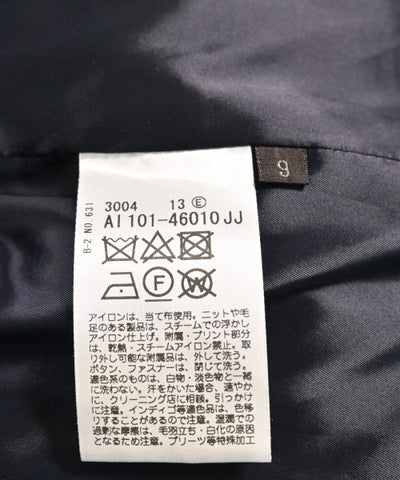 B-2 NO.631
3004 13 Ⓔ
AI101-46010JJ
F
W
アイロンは、当て布使用。ニットや毛
足のある製品は、スチームでの浮かし
アイロン仕上げ。附属・プリント部分
は、乾熱・スチームアイロン禁止。取
り外し可能な附属品は、外して洗う。
ボタン、ファスナーは閉じて洗う。
濃色系のものは、白物・淡色物と一緒
に洗わない。汗をかいた場合、速やか
に、クリーニング店に相談。引っかけ
に注意。インディゴ等濃色品は、色移
りすることがあるので注意。湿潤での
過剰な摩擦は、毛羽立ち・白化の原因
となるため注意。プリーツ等特殊加工
9